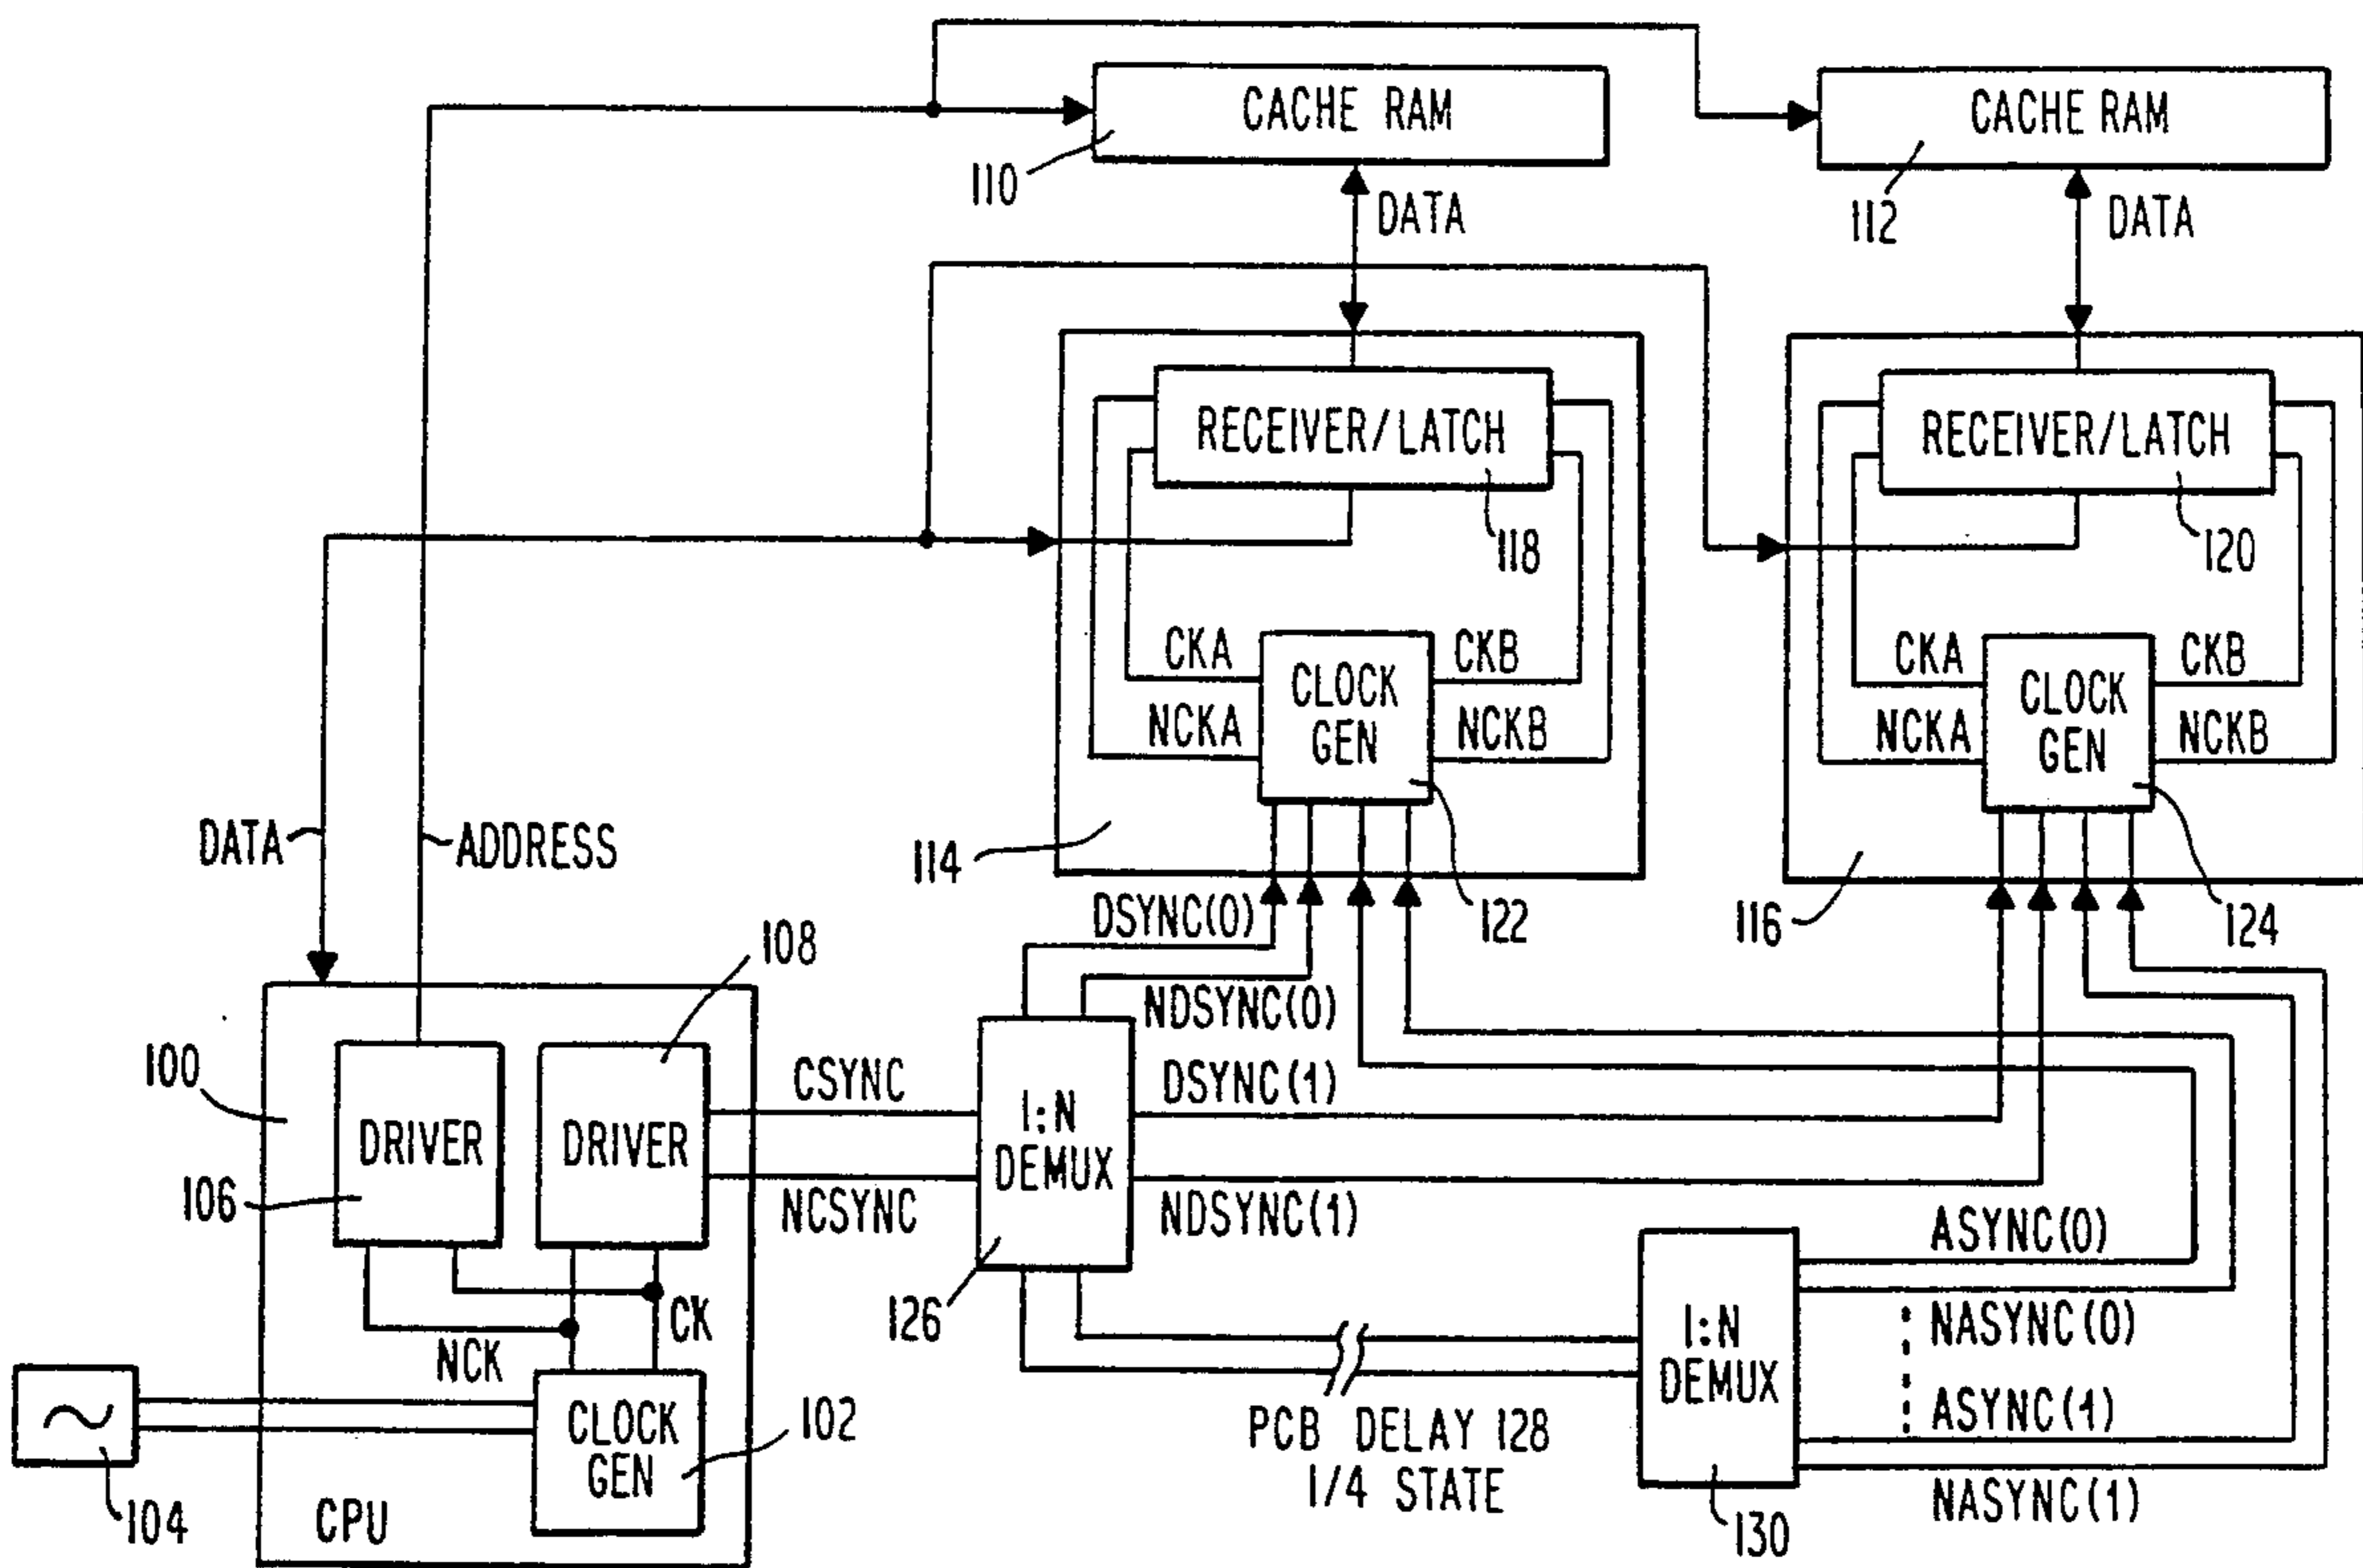 CACHE RAM
110
DATA
CACHE RAM
112
DATA
RECEIVER/LATCH
118
CKA
NCKA
CLOCK
GEN
CKB
NCKB
114
122
RECEIVER/LATCH
120
CKA
NCKA
CLOCK
GEN
CKB
NCKB
116
124
DATA
ADDRESS
DSYNC(0)
NDSYNC(0)
108
100
DRIVER
DRIVER
106
CSYNC
NCSYNC
1:N
DEMUX
126
DSYNC(1)
NDSYNC(1)
NCK
CK
CLOCK
GEN
102
104
CPU
PCB DELAY 128
1/4 STATE
1:N
DEMUX
130
ASYNC(0)
NASYNC(0)
ASYNC(1)
NASYNC(1)